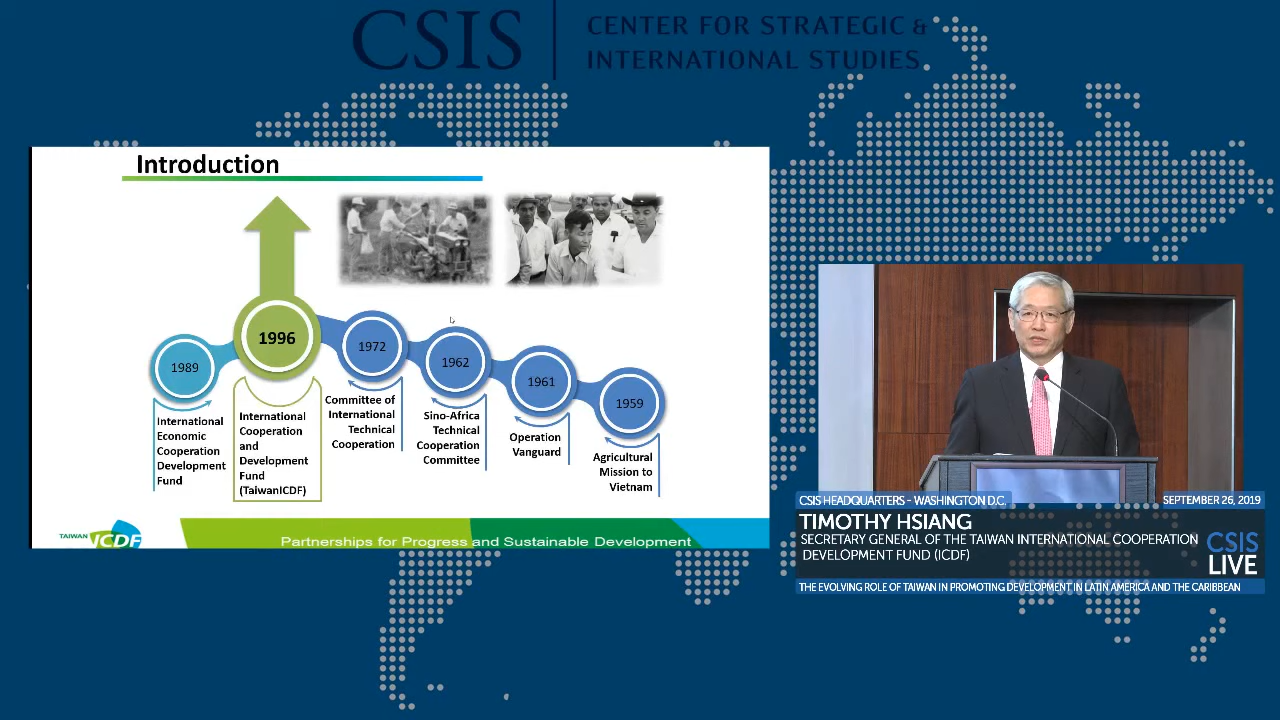 CSIS
CENTER FOR STRATEGIC &
INTERNATIONAL STUDIES
Introduction
1989
1996
1972
1962
1961
1959
International
Economic
Cooperation
Development
Fund
International
Cooperation
and
Development
Fund
(TaiwanICDF)
Committee of
International
Technical
Cooperation
Sino-Africa
Technical
Cooperation
Committee
Operation
Vanguard
Agricultural
Mission to
Vietnam
TAIWAN ICDF
Partnerships for Progress and Sustainable Development
CSIS HEADQUARTERS - WASHINGTON D.C.
SEPTEMBER 26, 2019
TIMOTHY HSIANG
SECRETARY GENERAL OF THE TAIWAN INTERNATIONAL COOPERATION
DEVELOPMENT FUND (ICDF)
CSIS
LIVE
THE EVOLVING ROLE OF TAIWAN IN PROMOTING DEVELOPMENT IN LATIN AMERICA AND THE CARIBBEAN